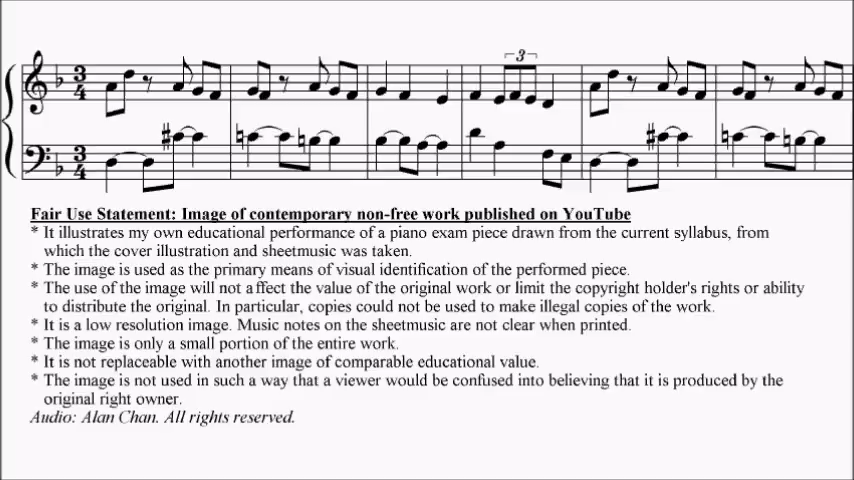 3
3
4
3
4
Fair Use Statement: Image of contemporary non-free work published on YouTube
* It illustrates my own educational performance of a piano exam piece drawn from the current syllabus, from
which the cover illustration and sheetmusic was taken.
* The image is used as the primary means of visual identification of the performed piece.
* The use of the image will not affect the value of the original work or limit the copyright holder's rights or ability
to distribute the original. In particular, copies could not be used to make illegal copies of the work.
* It is a low resolution image. Music notes on the sheetmusic are not clear when printed.
* The image is only a small portion of the entire work.
* It is not replaceable with another image of comparable educational value.
* The image is not used in such a way that a viewer would be confused into believing that it is produced by the
original right owner.
Audio: Alan Chan. All rights reserved.